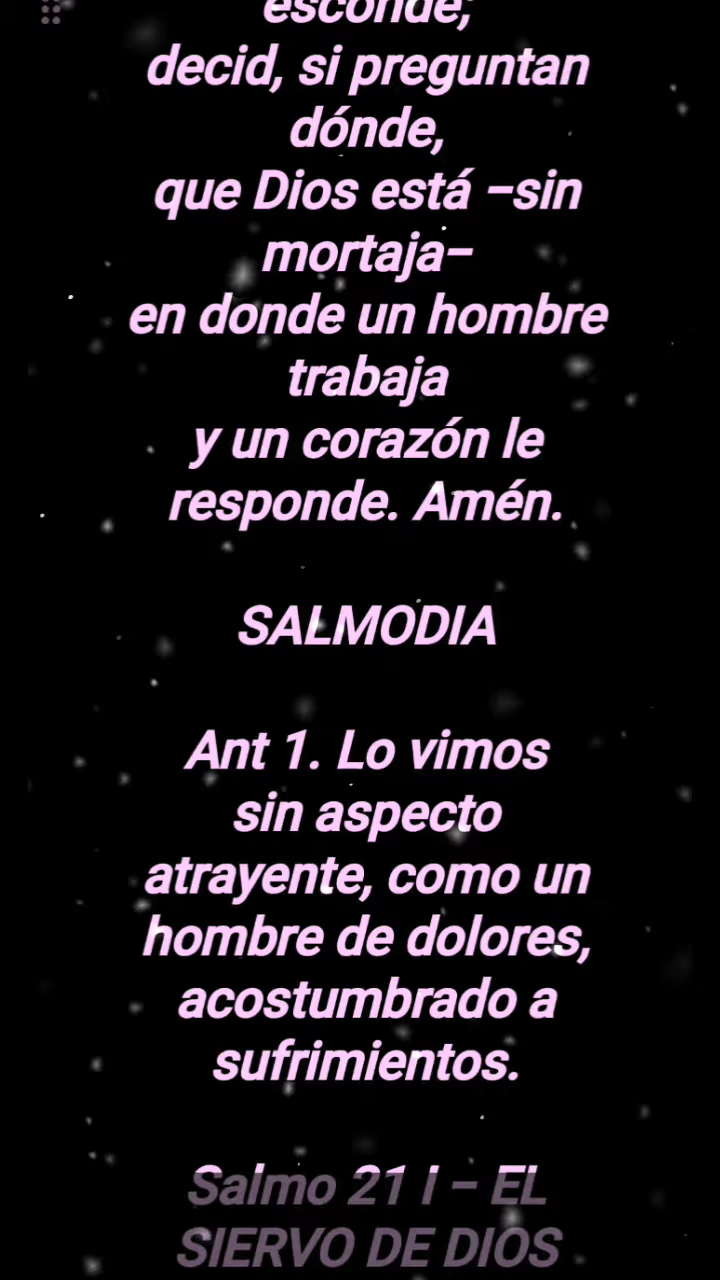 esconde;
decid, si preguntan
dónde,
que Dios está –sin
mortaja–
en donde un hombre
trabaja
y un corazón le
responde. Amén.
SALMODIA
Ant 1. Lo vimos
sin aspecto
atrayente, como un
hombre de dolores,
acostumbrado a
sufrimientos.
Salmo 21 I – EL
SIERVO DE DIOS